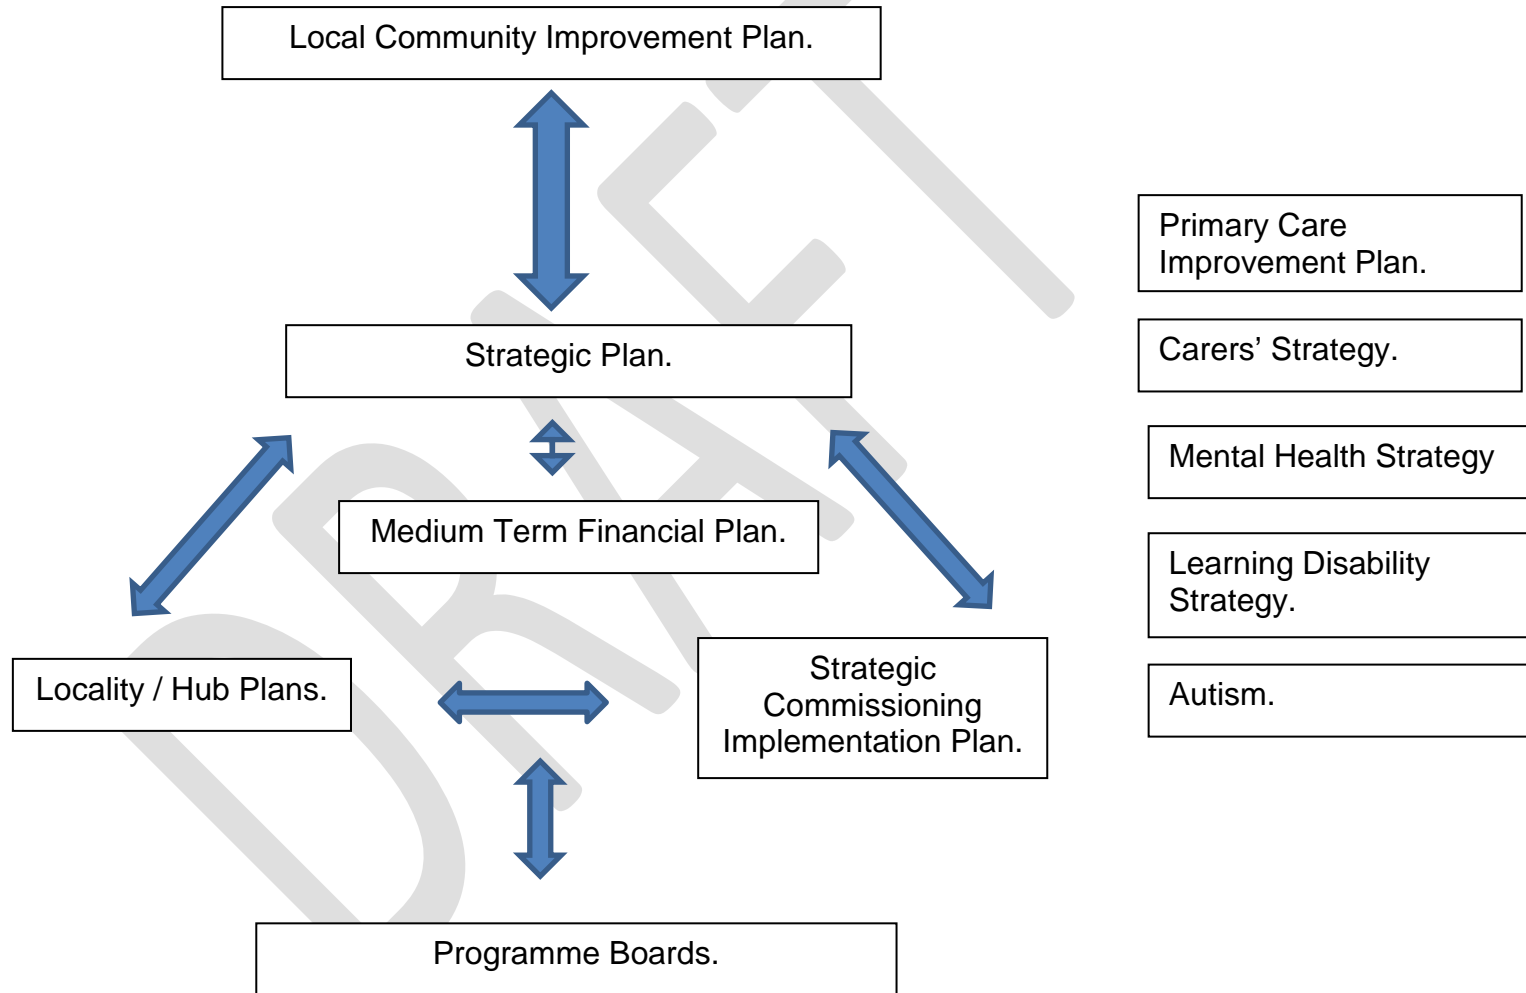 Local Community Improvement Plan.
Primary Care
Improvement Plan.
Strategic Plan.
Carers’ Strategy.
Mental Health Strategy
Medium Term Financial Plan.
Learning Disability
Strategy.
Locality / Hub Plans.
Strategic
Commissioning
Implementation Plan.
Autism.
Programme Boards.
DRAFT